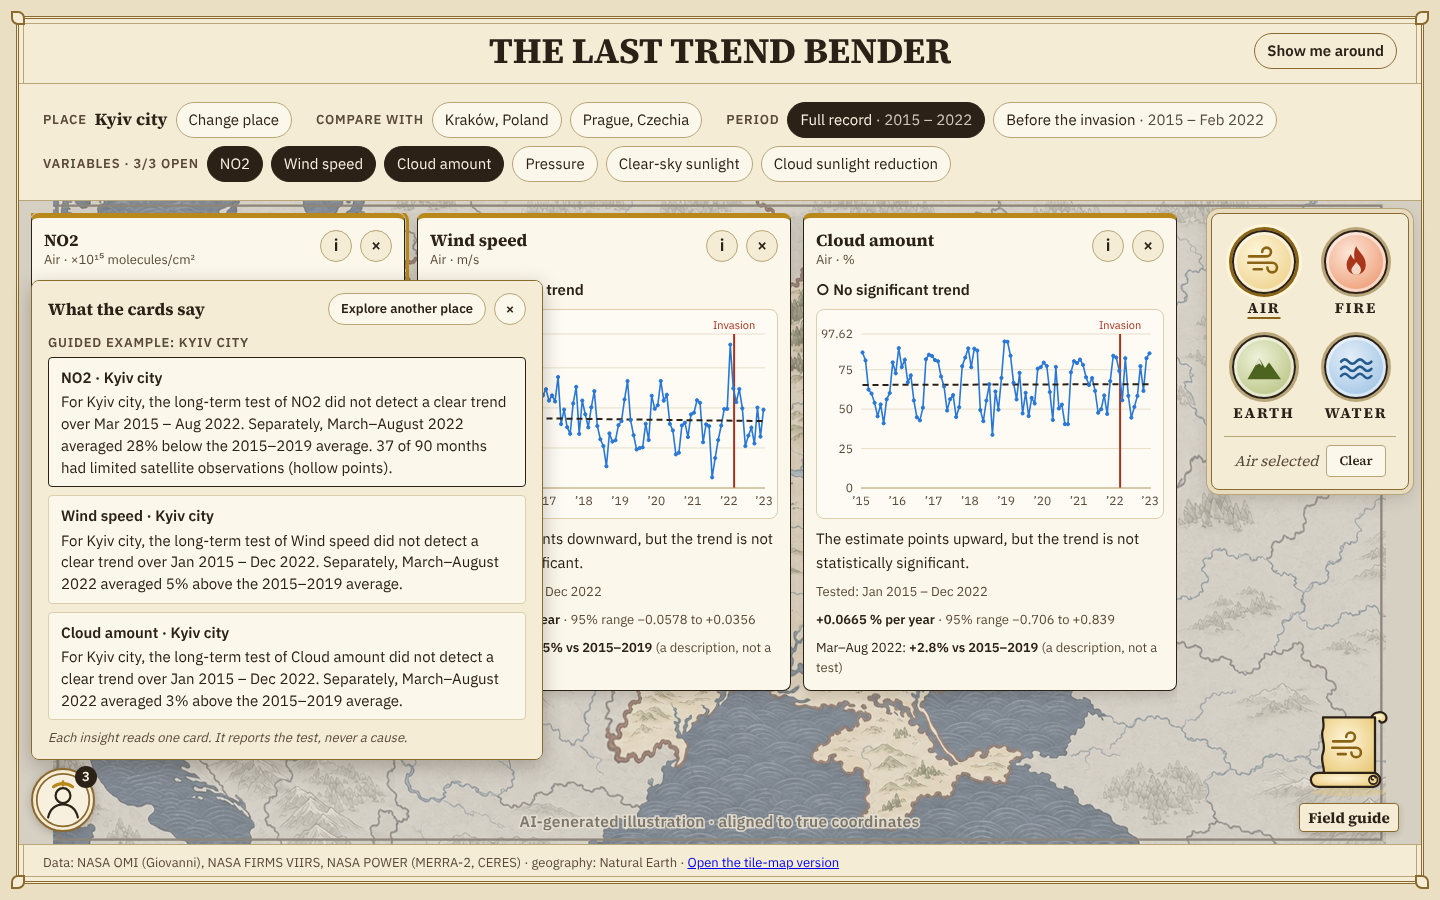 THE LAST TREND BENDER
Show me around
PLACE Kyiv city Change place COMPARE WITH Kraków, Poland Prague, Czechia PERIOD Full record · 2015 – 2022 Before the invasion · 2015 – Feb 2022
VARIABLES · 3/3 OPEN NO2 Wind speed Cloud amount Pressure Clear-sky sunlight Cloud sunlight reduction
NO2
Air · ×10¹⁵ molecules/cm²
i ×
What the cards say
Explore another place ×
GUIDED EXAMPLE: KYIV CITY
NO2 · Kyiv city
For Kyiv city, the long-term test of NO2 did not detect a clear trend
over Mar 2015 – Aug 2022. Separately, March–August 2022
averaged 28% below the 2015–2019 average. 37 of 90 months
had limited satellite observations (hollow points).
Wind speed · Kyiv city
For Kyiv city, the long-term test of Wind speed did not detect a
clear trend over Jan 2015 – Dec 2022. Separately, March–August
2022 averaged 5% above the 2015–2019 average.
Cloud amount · Kyiv city
For Kyiv city, the long-term test of Cloud amount did not detect a
clear trend over Jan 2015 – Dec 2022. Separately, March–August
2022 averaged 3% above the 2015–2019 average.
Each insight reads one card. It reports the test, never a cause.
3
Wind speed
Air · m/s
i ×
trend
Invasion
17 ’18 ’19 ’20 ’21 ’22 ’23
nts downward, but the trend is not
ficant.
Dec 2022
ear · 95% range −0.0578 to +0.0356
5% vs 2015–2019 (a description, not a
Cloud amount
Air · %
i ×
No significant trend
Invasion
97.62
75
50
25
0
’15 ’16 ’17 ’18 ’19 ’20 ’21 ’22 ’23
The estimate points upward, but the trend is not
statistically significant.
Tested: Jan 2015 – Dec 2022
+0.0665 % per year · 95% range −0.706 to +0.839
Mar–Aug 2022: +2.8% vs 2015–2019 (a description, not a
test)
AIR FIRE
EARTH WATER
Air selected Clear
Field guide
AI-generated illustration · aligned to true coordinates
Data: NASA OMI (Giovanni), NASA FIRMS VIIRS, NASA POWER (MERRA-2, CERES) · geography: Natural Earth · Open the tile-map version